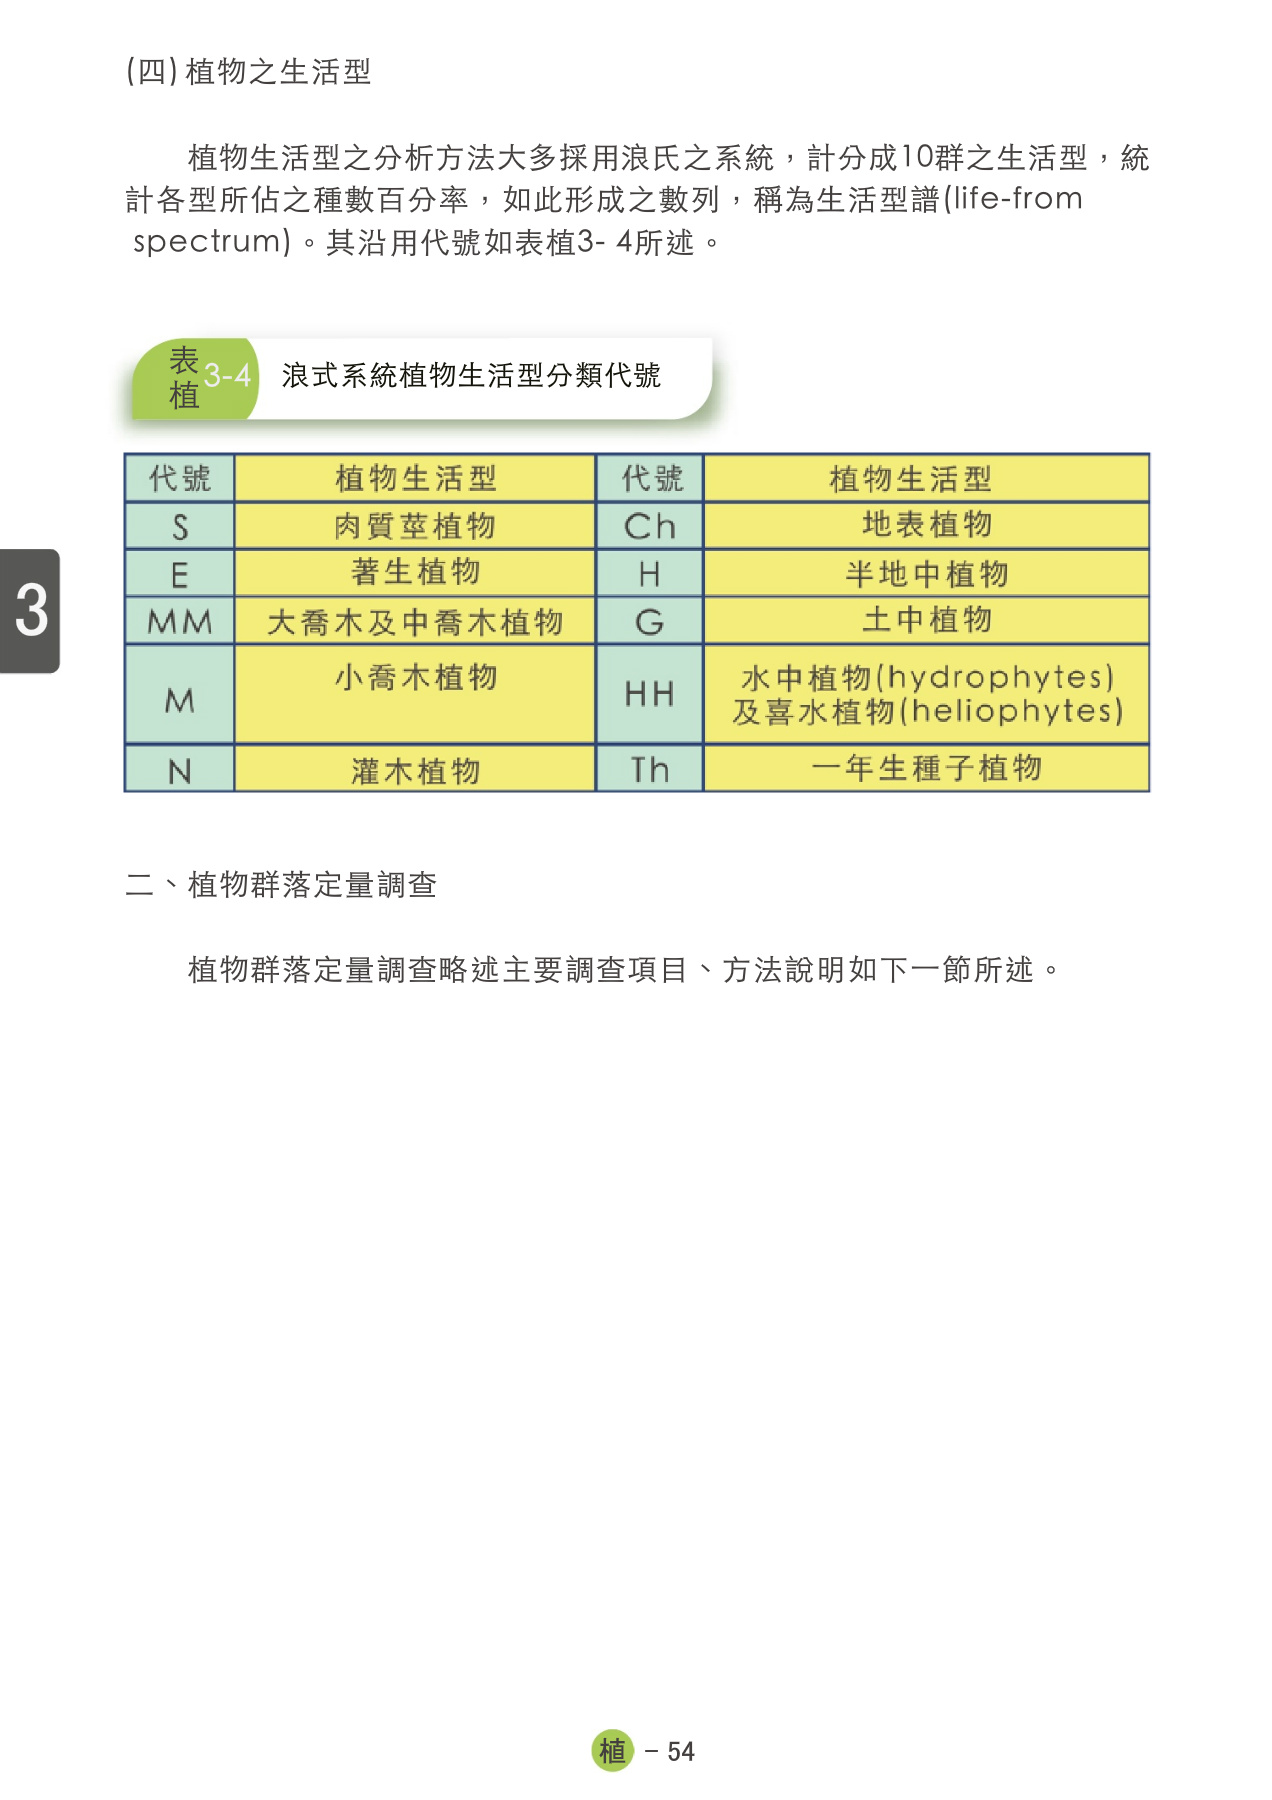 (四)植物之生活型
植物生活型之分析方法大多採用浪氏之系統，計分成10群之生活型，統
計各型所佔之種數百分率，如此形成之數列，稱為生活型譜(life-from
spectrum)。其沿用代號如表植3- 4所述。
表植3-4 浪式系統植物生活型分類代號
代號 植物生活型 代號 植物生活型
S 肉質莖植物 Ch 地表植物
E 著生植物 H 半地中植物
MM 大喬木及中喬木植物 G 土中植物
M 小喬木植物 HH 水中植物(hydrophytes)
及喜水植物(heliophytes)
N 灌木植物 Th 一年生種子植物
3
二、植物群落定量調查
植物群落定量調查略述主要調查項目、方法說明如下一節所述。
植 - 54